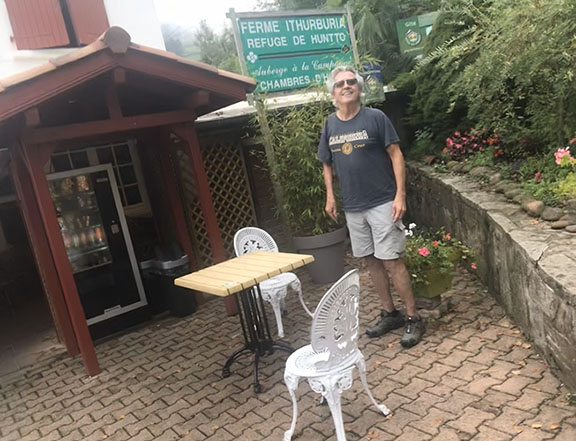 FERME ITHURBURIA
REFUGE DE HUNTTO
Auberge à la Campagne
CHAMBRES D'H
CALIFORNIA